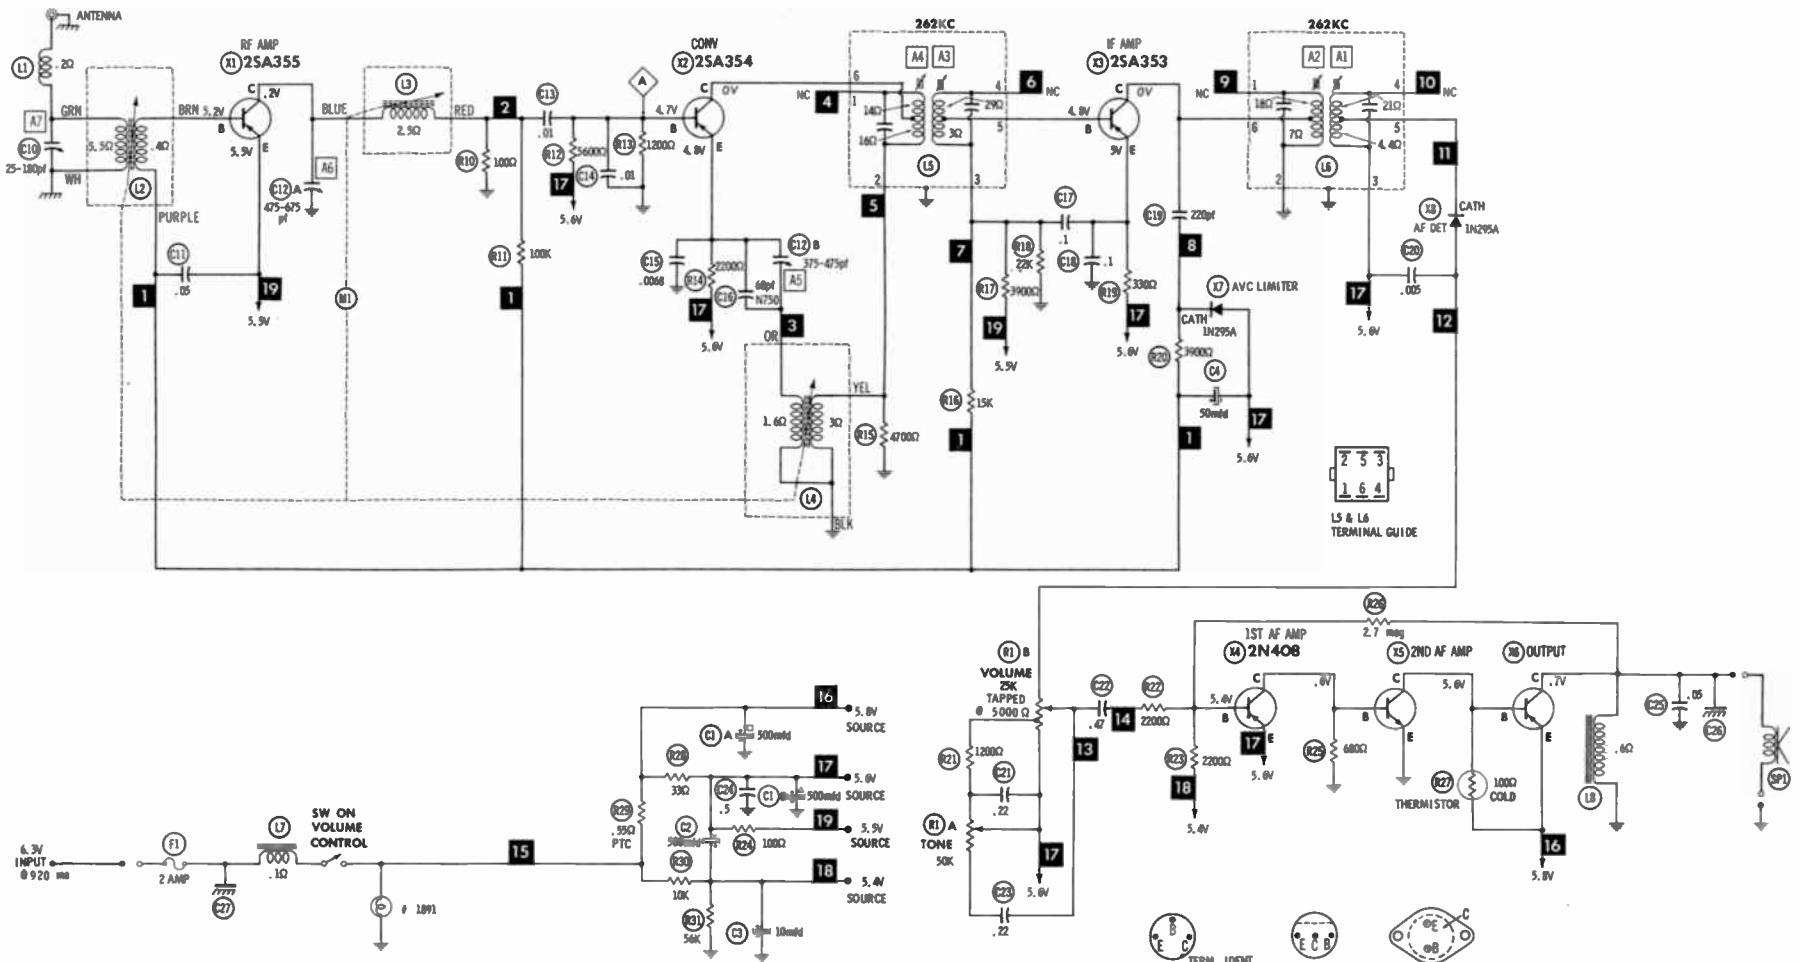 ANTENNA
L1
.2Ω
A7
GRN
C10
25-180pf
WH
5.5Ω
.4Ω
L2
PURPLE
BRN 5.2V
RF AMP
X1 2SA355
C
.2V
B
E
5.5V
C11
.05
1
19
5.5V
BLUE
A6
C12 A
475-675
pf
M1
L3
2.5Ω
RED
2
R10
100Ω
R11
100K
1
C13
.01
R12
5600Ω
17
5.6V
C14
.01
R13
1200Ω
A
CONV
X2 2SA354
C
0V
4.7V
B
E
4.8V
C15
.0068
R14
2200Ω
17
5.6V
C16
68pf
N750
C12 B
375-475pf
A5
3
OR
1.6Ω
3Ω
L4
BLK
YEL
R15
4700Ω
262KC
A4
A3
6
NC
4
1
14Ω
16Ω
29Ω
3Ω
2
3
4
5
L5
5
6
NC
7
R16
15K
1
R17
3900Ω
19
5.5V
R18
22K
C17
.1
C18
.1
R19
330Ω
17
5.6V
IF AMP
X3 2SA353
C
0V
4.8V
B
E
5V
C19
220pf
8
X7 AVC LIMITER
CATH
1N295A
R20
3900Ω
C4
50mfd
1
17
5.6V
262KC
A2
A1
9
NC
1
6
18Ω
7Ω
21Ω
4.4Ω
2
3
4
5
L6
10
NC
11
X8
CATH
AF DET
1N295A
C20
.005
17
5.6V
12
2 5 3
1 6 4
L5 & L6
TERMINAL GUIDE
R26
2.7 meg
R1 B
VOLUME
25K
TAPPED
@ 5000 Ω
C22
.47
14
R22
2200Ω
13
R21
1200Ω
C21
.22
R1 A
TONE
50K
17
5.6V
C23
.22
R23
2200Ω
18
5.4V
1ST AF AMP
X4 2N408
5.4V
C
B
E
17
5.6V
.8V
R25
680Ω
X5 2ND AF AMP
C
B
E
5.6V
R27
100Ω
COLD
THERMISTOR
X6 OUTPUT
C
B
E
.7V
16
5.8V
L8
.6Ω
C25
.05
C26
SP1
6.3V
INPUT
@ 920 ma
F1
2 AMP
C27
L7
.1Ω
SW ON
VOLUME
CONTROL
# 1891
15
R29
.55Ω
PTC
R28
33Ω
C1 A
500mfd
16
5.8V
SOURCE
C24
.5
500mfd
17
5.6V
SOURCE
C2
500mfd
R24
100Ω
19
5.5V
SOURCE
R30
10K
R31
56K
C3
10mfd
18
5.4V
SOURCE
B
E C
TERM. IDENT
E C B
E
B
C